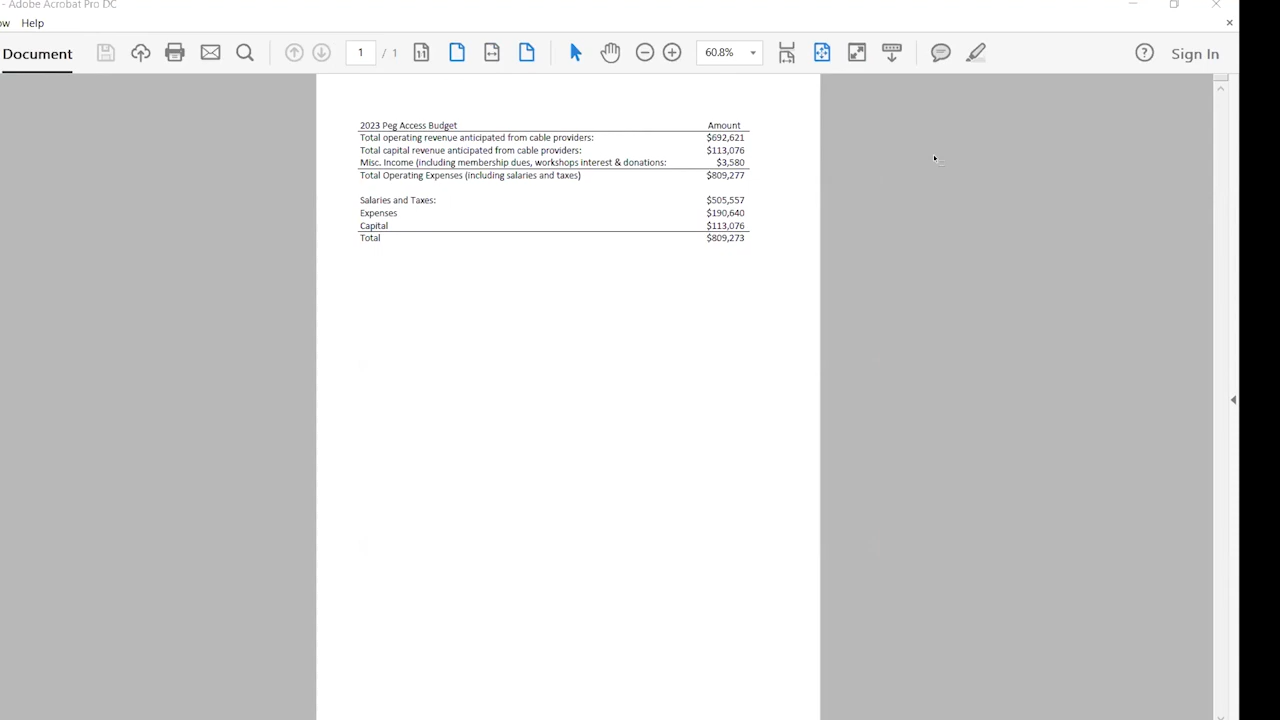 - Adobe Acrobat Pro DC
ow Help
Document 1 / 1 60.8% Sign In
2023 Peg Access Budget Amount
Total operating revenue anticipated from cable providers: $692,621
Total capital revenue anticipated from cable providers: $113,076
Misc. Income (including membership dues, workshops interest & donations: $3,580
Total Operating Expenses (including salaries and taxes) $809,277
Salaries and Taxes: $505,557
Expenses $190,640
Capital $113,076
Total $809,273